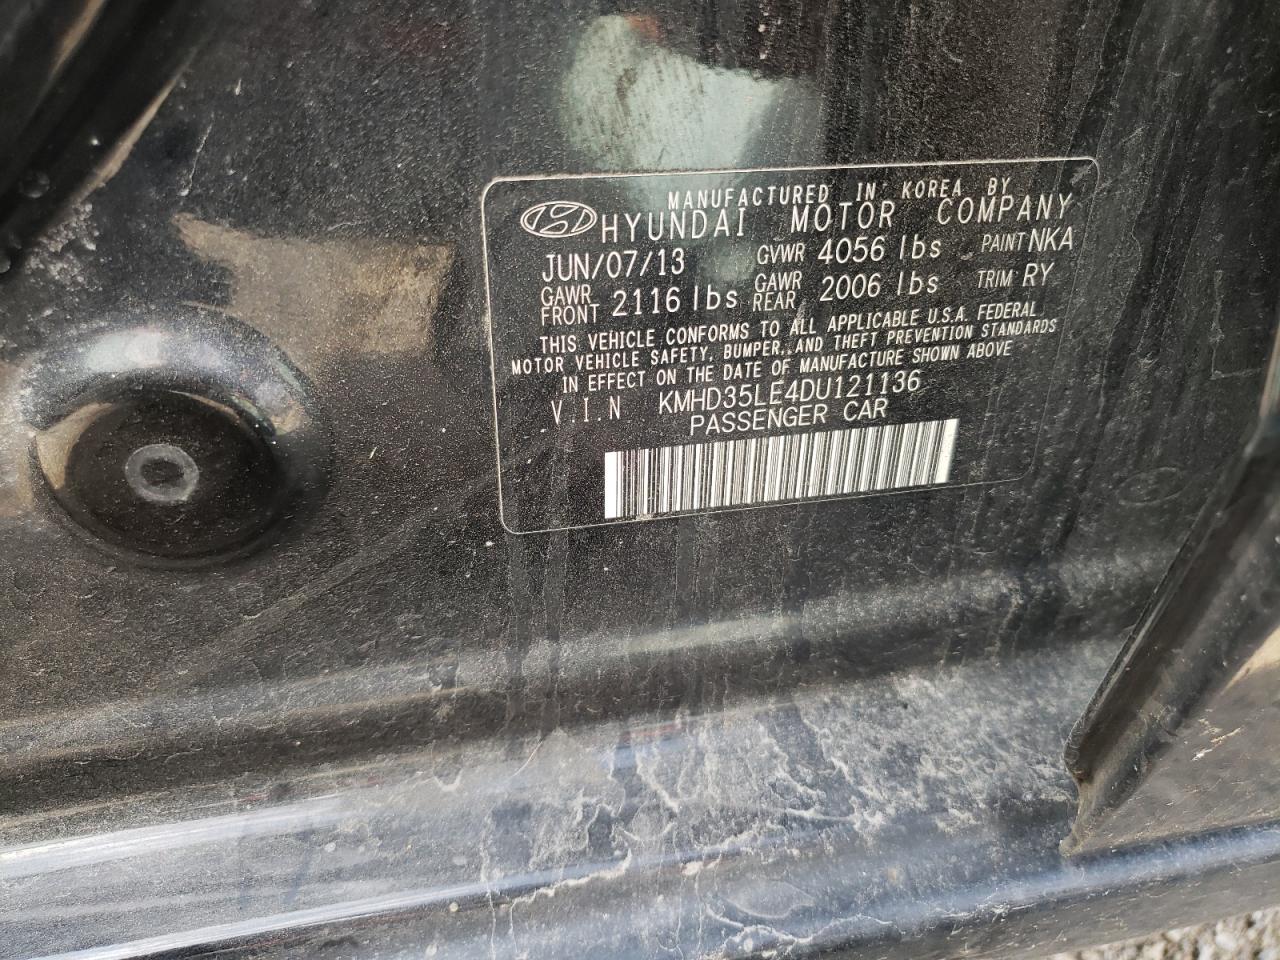 MANUFACTURED IN KOREA BY
HYUNDAI MOTOR COMPANY
JUN/07/13 GVWR 4056 lbs PAINT NKA
GAWR FRONT 2116 lbs GAWR REAR 2006 lbs TRIM RY
THIS VEHICLE CONFORMS TO ALL APPLICABLE U.S.A. FEDERAL
MOTOR VEHICLE SAFETY, BUMPER, AND THEFT PREVENTION STANDARDS
IN EFFECT ON THE DATE OF MANUFACTURE SHOWN ABOVE
V.I.N KMHD35LE4DU121136
PASSENGER CAR